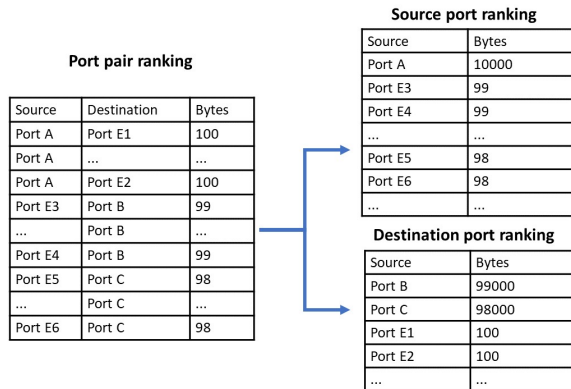 Port pair ranking
Source Destination Bytes
Port A Port E1 100
Port A ... ...
Port A Port E2 100
Port E3 Port B 99
... Port B ...
Port E4 Port B 99
Port E5 Port C 98
... Port C ...
Port E6 Port C 98
Source port ranking
Source Bytes
Port A 10000
Port E3 99
Port E4 99
... ...
Port E5 98
Port E6 98
... ...
Destination port ranking
Source Bytes
Port B 99000
Port C 98000
Port E1 100
Port E2 100
... ...